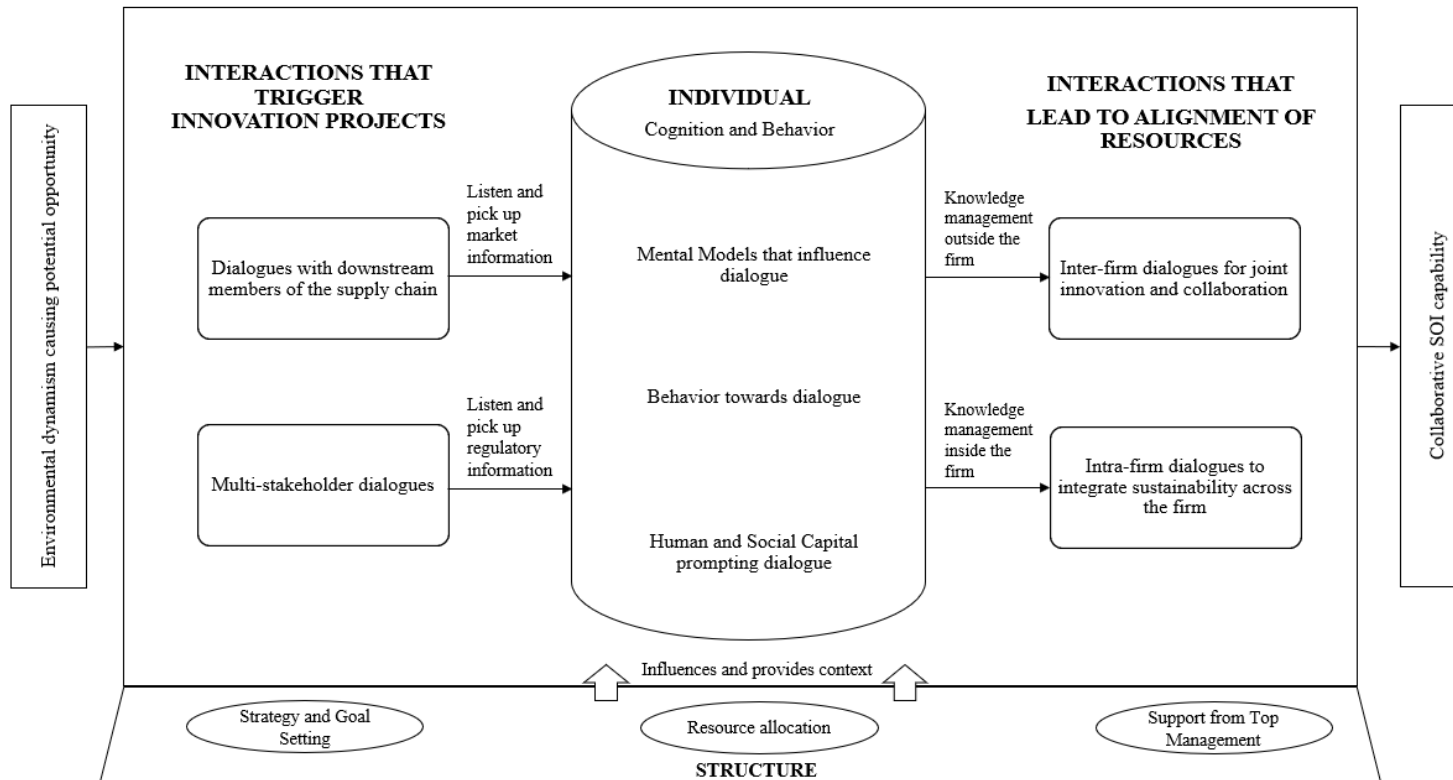 Environmental dynamism causing potential opportunity
INTERACTIONS THAT
TRIGGER
INNOVATION PROJECTS
Dialogues with downstream
members of the supply chain
Multi-stakeholder dialogues
Listen and
pick up
market
information
Listen and
pick up
regulatory
information
INDIVIDUAL
Cognition and Behavior
Mental Models that influence
dialogue
Behavior towards dialogue
Human and Social Capital
prompting dialogue
Knowledge
management
outside the
firm
Knowledge
management
inside the
firm
INTERACTIONS THAT
LEAD TO ALIGNMENT OF
RESOURCES
Inter-firm dialogues for joint
innovation and collaboration
Intra-firm dialogues to
integrate sustainability across
the firm
Collaborative SOI capability
Influences and provides context
Strategy and Goal
Setting
Resource allocation
Support from Top
Management
STRUCTURE